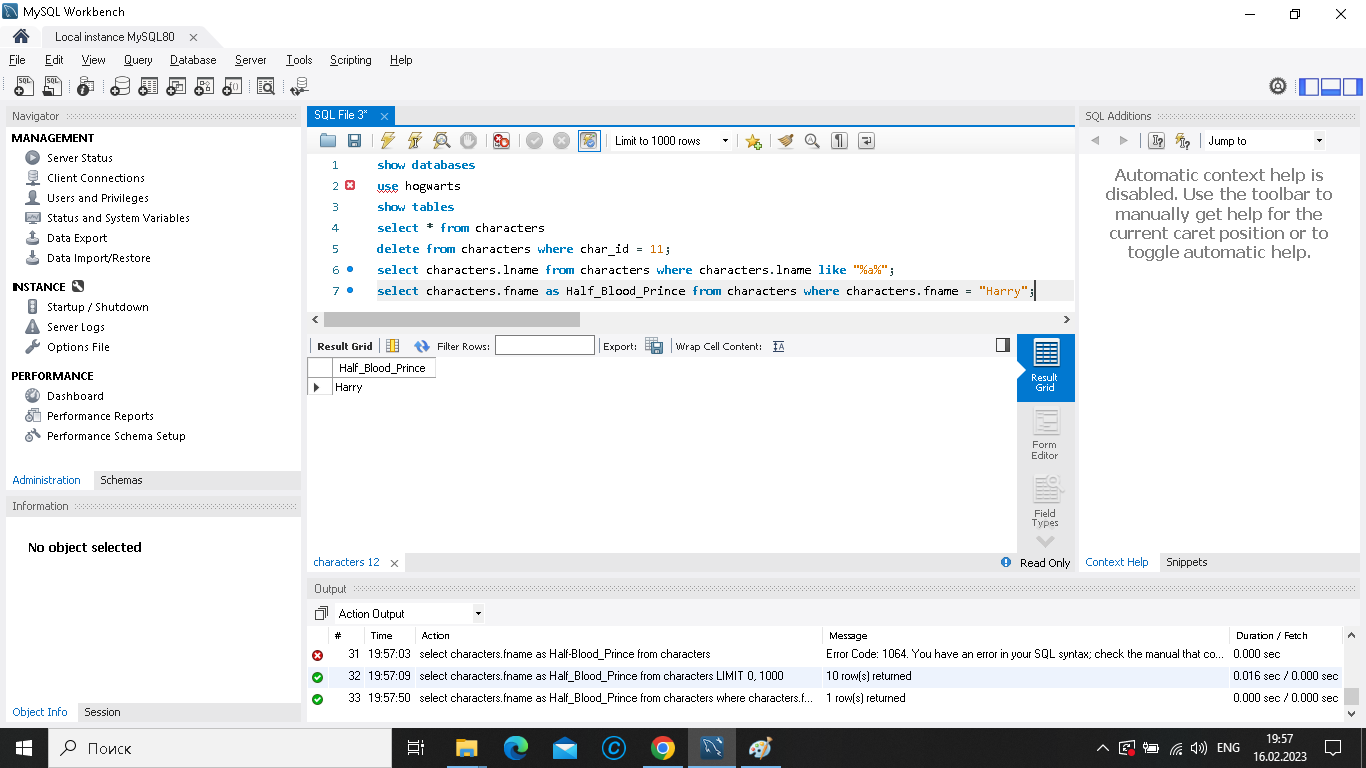 MySQL Workbench
Local instance MySQL80
File Edit View Query Database Server Tools Scripting Help
Navigator
MANAGEMENT
Server Status
Client Connections
Users and Privileges
Status and System Variables
Data Export
Data Import/Restore
INSTANCE
Startup / Shutdown
Server Logs
Options File
PERFORMANCE
Dashboard
Performance Reports
Performance Schema Setup
Administration Schemas
Information
No object selected
Object Info Session
SQL File 3*
Limit to 1000 rows
1 show databases
2 use hogwarts
3 show tables
4 select * from characters
5 delete from characters where char_id = 11;
6 select characters.lname from characters where characters.lname like "%a%";
7 select characters.fname as Half_Blood_Prince from characters where characters.fname = "Harry";
Result Grid Filter Rows: Export: Wrap Cell Content:
Half_Blood_Prince
Harry
Result Grid
Form Editor
Field Types
characters 12
Read Only
SQL Additions
Jump to
Automatic context help is
disabled. Use the toolbar to
manually get help for the
current caret position or to
toggle automatic help.
Context Help Snippets
Output
Action Output
# Time Action Message Duration / Fetch
31 19:57:03 select characters.fname as Half-Blood_Prince from characters Error Code: 1064. You have an error in your SQL syntax; check the manual that co... 0.000 sec
32 19:57:09 select characters.fname as Half_Blood_Prince from characters LIMIT 0, 1000 10 row(s) returned 0.016 sec / 0.000 sec
33 19:57:50 select characters.fname as Half_Blood_Prince from characters where characters.f... 1 row(s) returned 0.000 sec / 0.000 sec
Поиск
ENG
19:57
16.02.2023